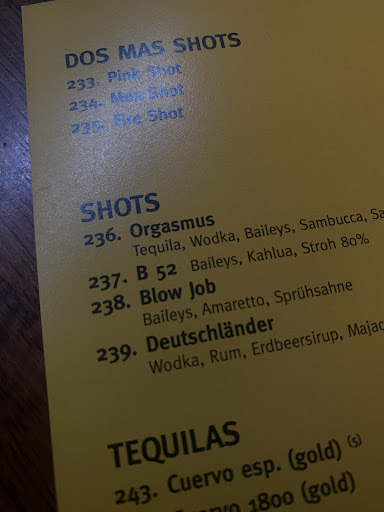 DOS MAS SHOTS
233. Pink Shot
234. Mex Shot
235. Fire Shot
SHOTS
236. Orgasmus
Tequila, Wodka, Baileys, Sambucca,
237. B 52 Baileys, Kahlua, Stroh 80%
238. Blow Job
Baileys, Amaretto, Sprühsahne
239. Deutschländer
Wodka, Rum, Erdbeersirup,
TEQUILAS
243. Cuervo esp. (gold) (5)
1800 (gold)